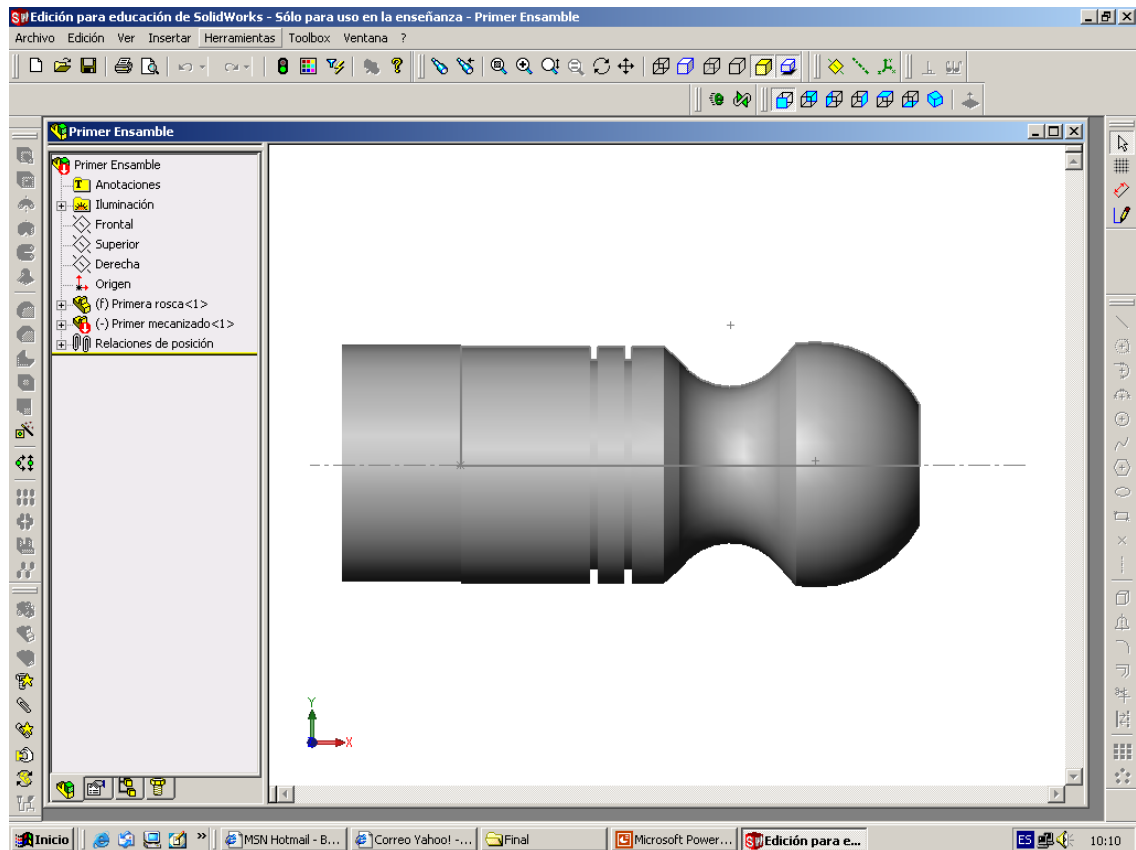 Edición para educación de SolidWorks - Sólo para uso en la enseñanza - Primer Ensamble
Archivo Edición Ver Insertar Herramientas Toolbox Ventana ?
Primer Ensamble
Primer Ensamble
Anotaciones
Iluminación
Frontal
Superior
Derecha
Origen
(f) Primera rosca<1>
(-) Primer mecanizado<1>
Relaciones de posición
Y
X
Inicio » MSN Hotmail - B... Correo Yahoo! -... Final Microsoft Power... Edición para e... ES 10:10